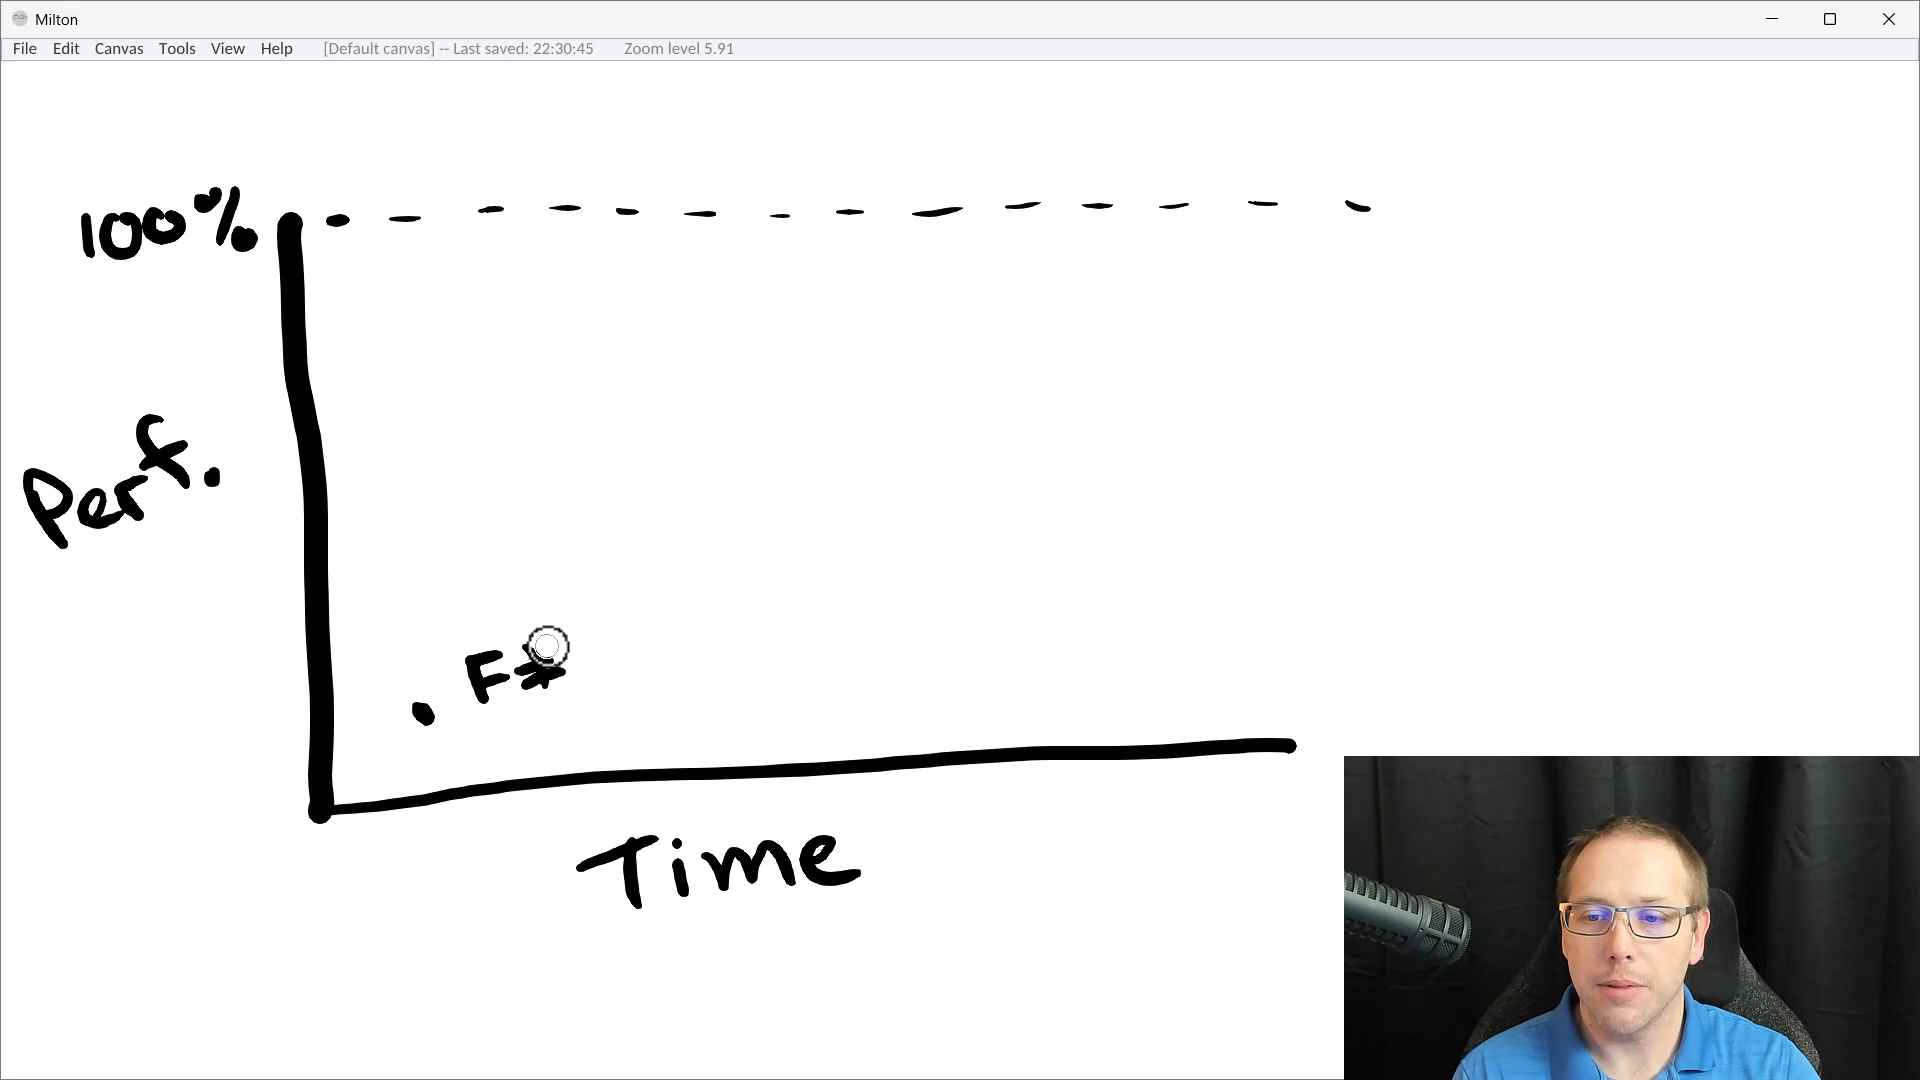 Milton
File Edit Canvas Tools View Help [Default canvas] -- Last saved: 22:30:45 Zoom level 5.91
100%
Perf.
F#
Time